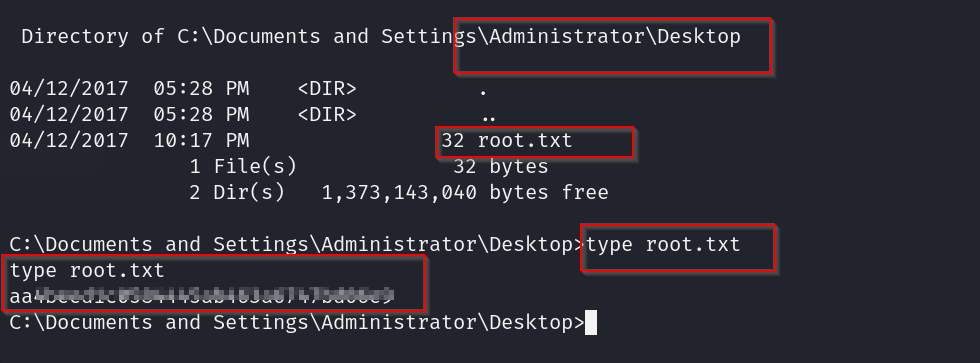 Directory of C:\Documents and Settings\Administrator\Desktop
04/12/2017  05:28 PM    <DIR>          .
04/12/2017  05:28 PM    <DIR>          ..
04/12/2017  10:17 PM                32 root.txt
               1 File(s)             32 bytes
               2 Dir(s)   1,373,143,040 bytes free
C:\Documents and Settings\Administrator\Desktop>type root.txt
type root.txt
C:\Documents and Settings\Administrator\Desktop>